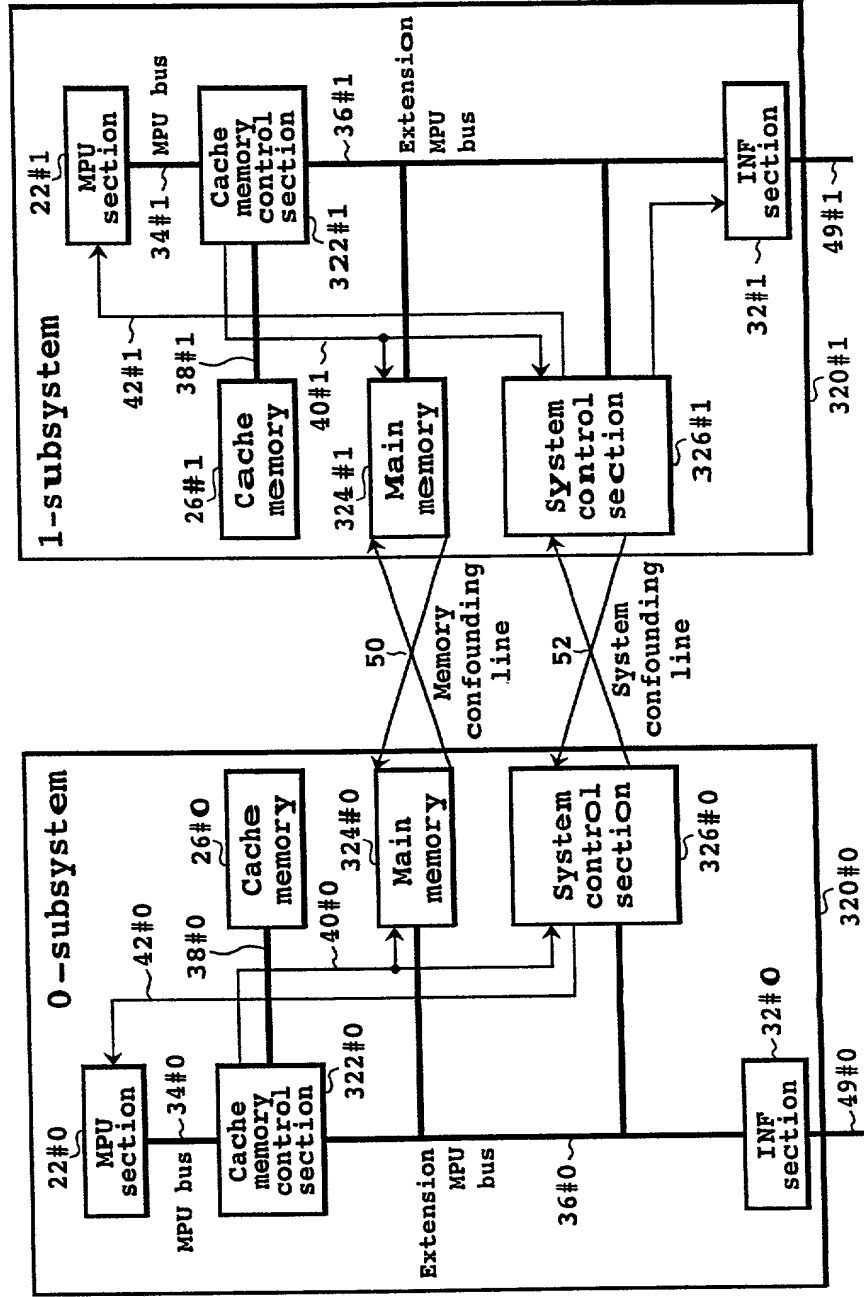 0-subsystem
22#0
MPU
section
MPU bus
34#0
42#0
Cache
memory
control
section
322#0
38#0
26#0
Cache
memory
40#0
Extension
MPU
bus
324#0
Main
memory
36#0
System
control
section
326#0
INF
section
32#0
49#0
320#0
50
Memory
confounding
line
52
System
confounding
line
1-subsystem
22#1
MPU
section
34#1
MPU bus
42#1
38#1
Cache
memory
control
section
322#1
26#1
Cache
memory
40#1
36#1
Extension
MPU
bus
324#1
Main
memory
System
control
section
326#1
INF
section
32#1
49#1
320#1